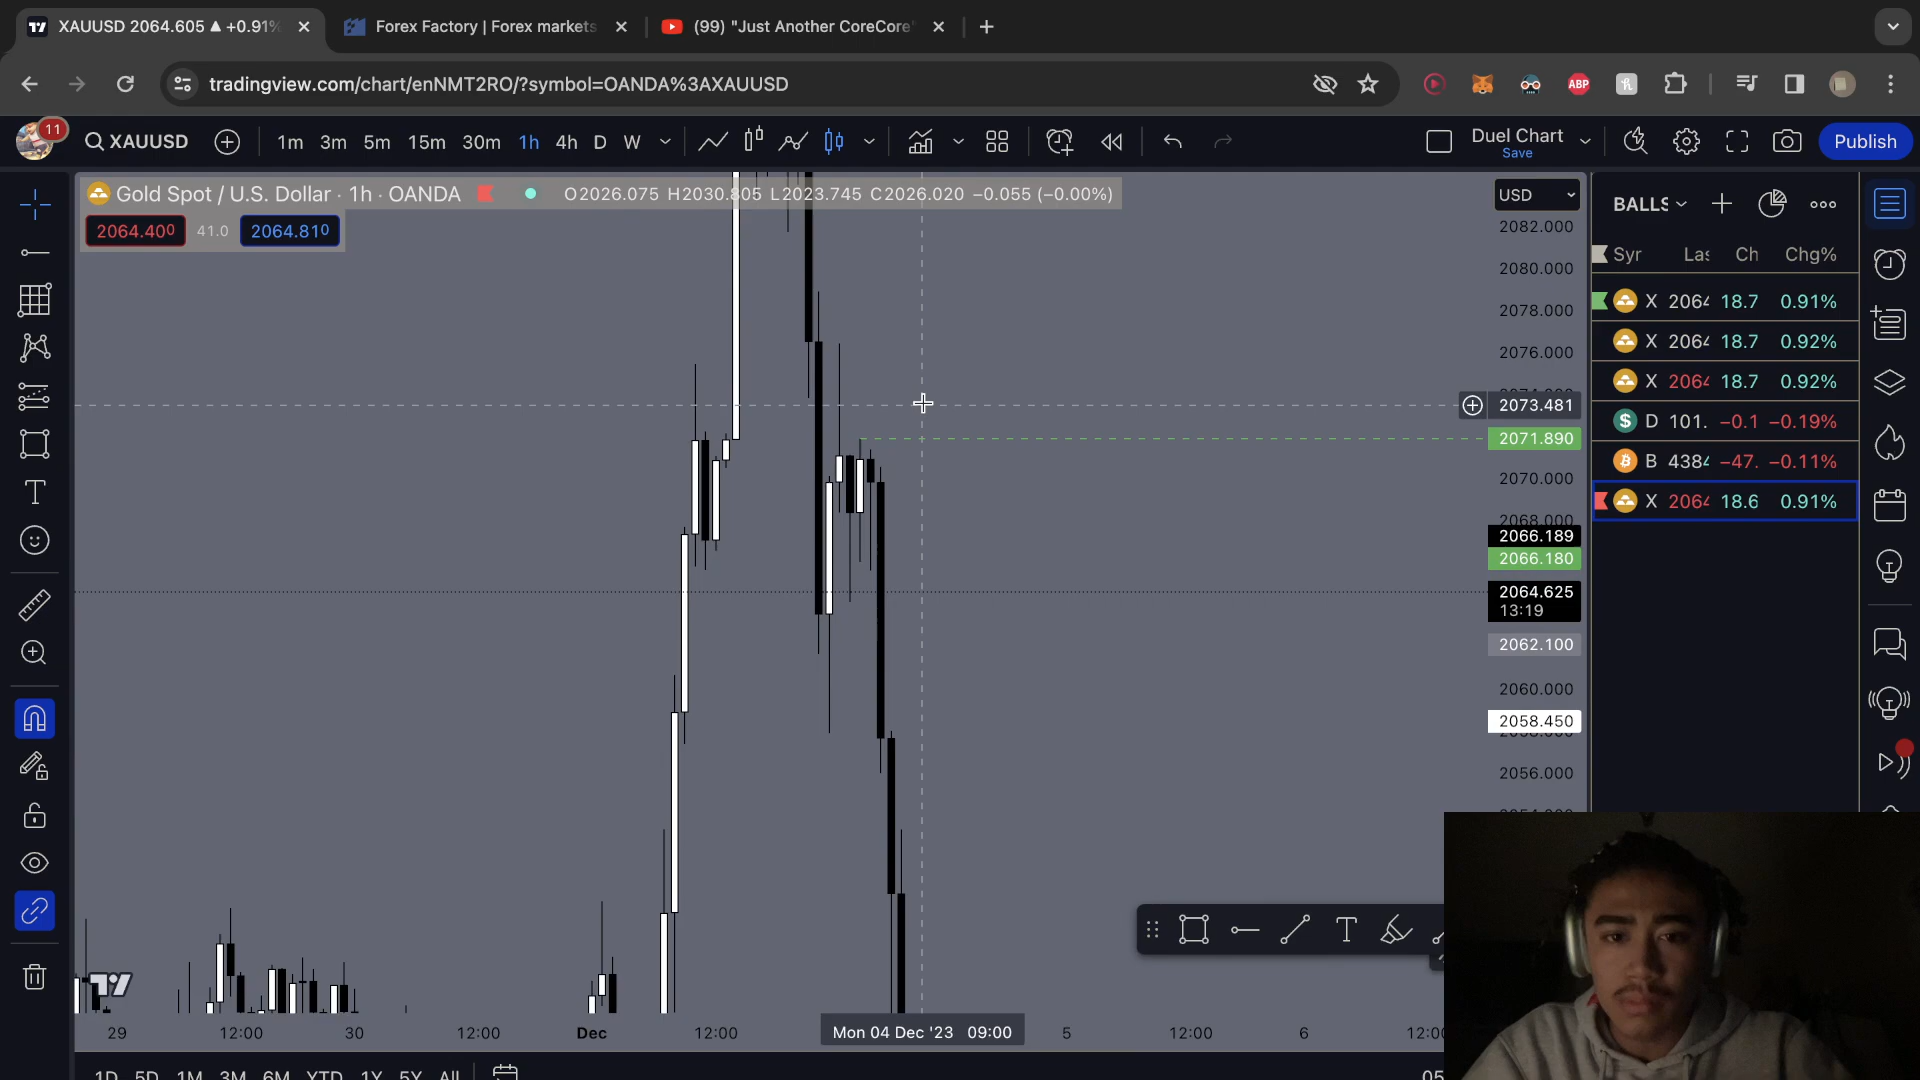 XAUUSD 2064.605 ▲ +0.91%
Forex Factory | Forex markets
(99) "Just Another CoreCore"
tradingview.com/chart/enNMT2RO/?symbol=OANDA%3AXAUUSD
ABP
11
XAUUSD
1m 3m 5m 15m 30m 1h 4h D W
Duel Chart
Save
Publish
Gold Spot / U.S. Dollar · 1h · OANDA
O2026.075 H2030.805 L2023.745 C2026.020 −0.055 (−0.00%)
2064.400 41.0 2064.810
USD
2082.000
2080.000
2078.000
2076.000
2073.481
2071.890
2070.000
2068.000
2066.189
2066.180
2064.625
13:19
2062.100
2060.000
2058.450
2056.000
BALLS
Syr Las Ch Chg%
X 2064 18.7 0.91%
X 2064 18.7 0.92%
X 2064 18.7 0.92%
D 101. −0.1 −0.19%
B 4384 −47. −0.11%
X 2064 18.6 0.91%
29 12:00 30 12:00 Dec 12:00 Mon 04 Dec '23 09:00 5 12:00 6 12:00
1D 5D 1M 3M 6M YTD 1Y 5Y All